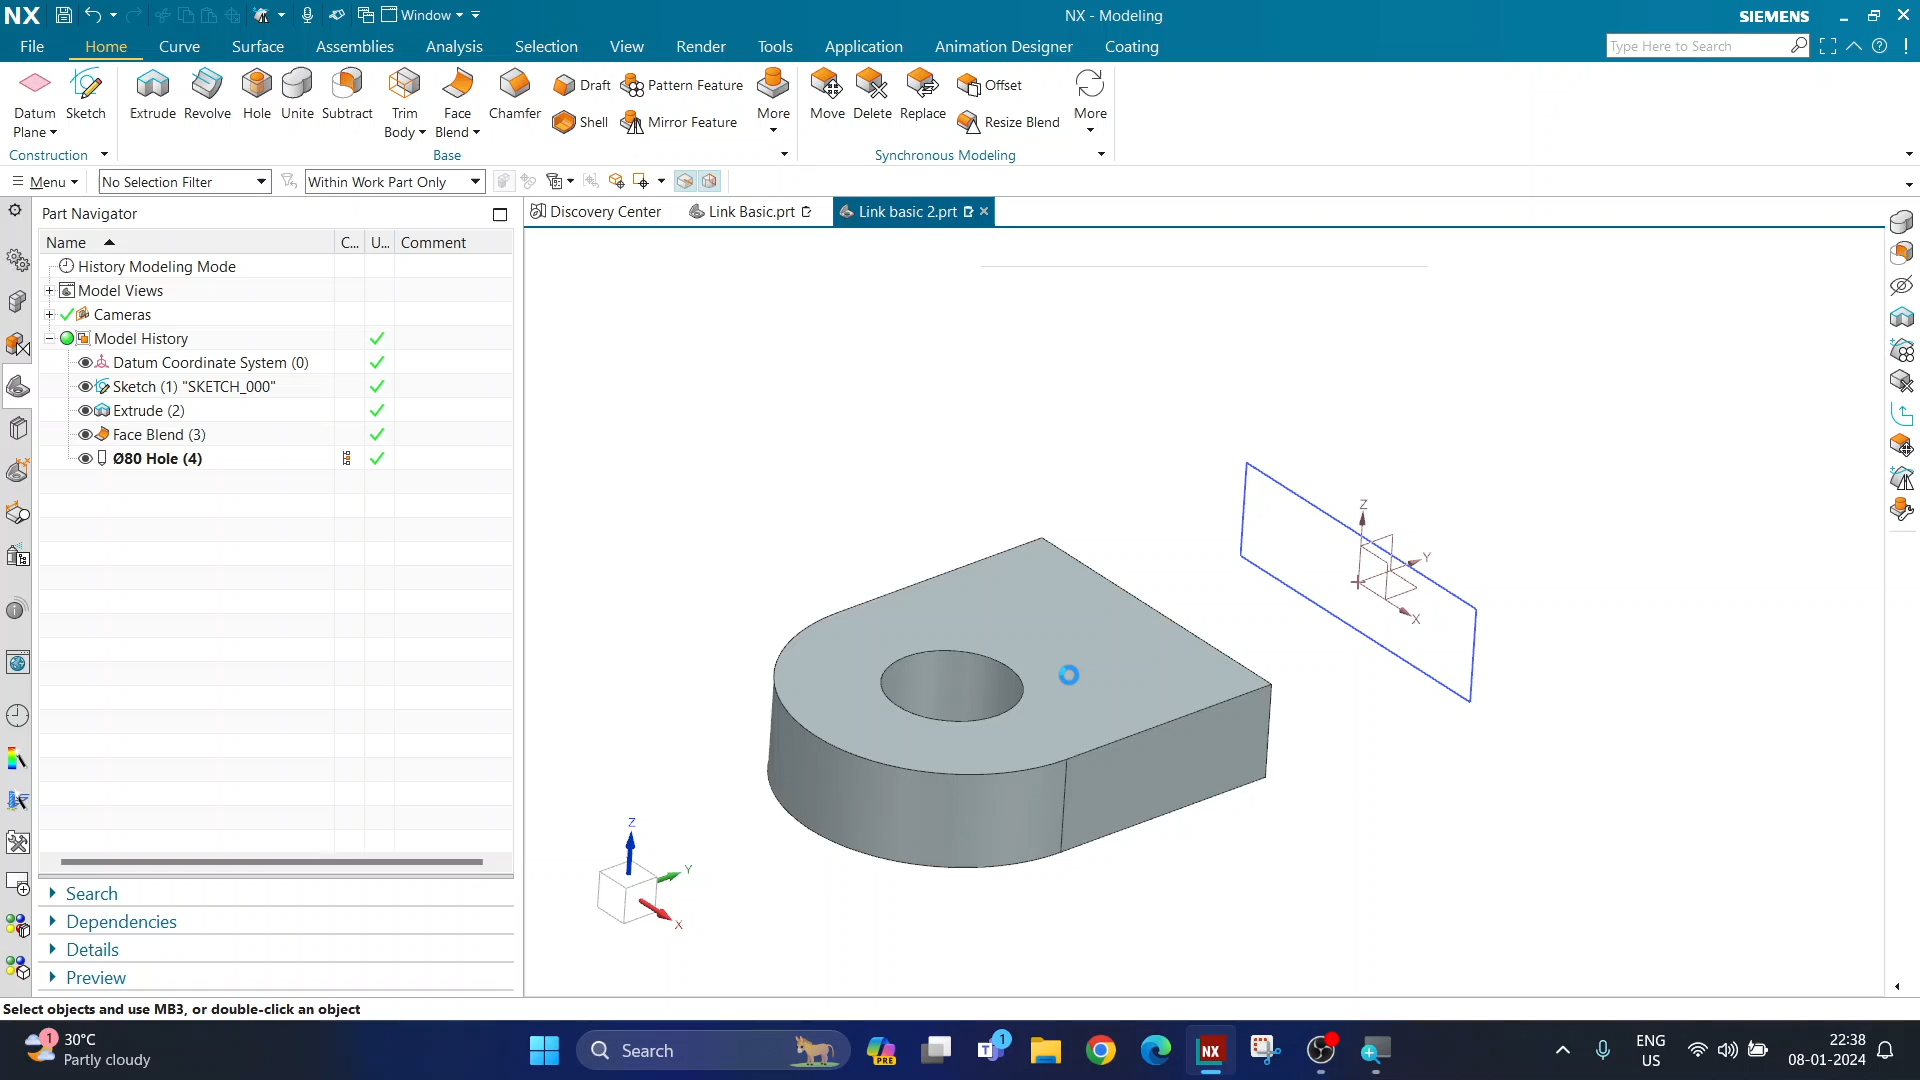 NX Window NX - Modeling SIEMENS
File Home Curve Surface Assemblies Analysis Selection View Render Tools Application Animation Designer Coating Type Here to Search
Datum Plane Sketch Extrude Revolve Hole Unite Subtract Trim Body Face Blend Chamfer Draft Pattern Feature More Move Delete Replace Offset More
Shell Mirror Feature Resize Blend
Construction Base Synchronous Modeling
Menu No Selection Filter Within Work Part Only
Part Navigator Discovery Center Link Basic.prt Link basic 2.prt
Name C... U... Comment
History Modeling Mode
Model Views
Cameras
Model History
Datum Coordinate System (0)
Sketch (1) "SKETCH_000"
Extrude (2)
Face Blend (3)
Ø80 Hole (4)
Z
Y
X
Z
Y
X
Search
Dependencies
Details
Preview
Select objects and use MB3, or double-click an object
1 30°C
Partly cloudy
Search PRE 1 NX
ENG
US
22:38
08-01-2024